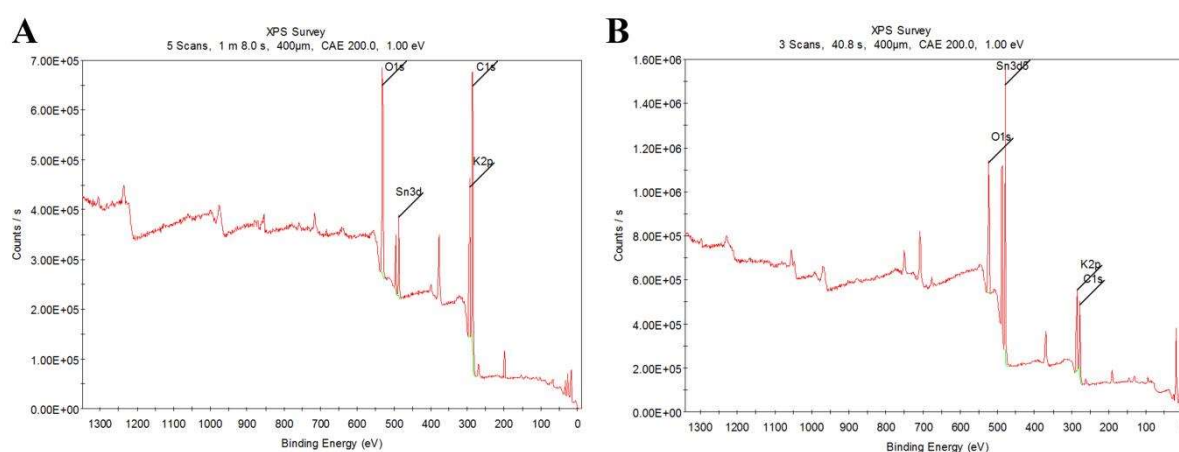 A
XPS Survey
5 Scans, 1 m 8.0 s, 400µm, CAE 200.0, 1.00 eV
7.00E+05
6.00E+05
5.00E+05
4.00E+05
3.00E+05
2.00E+05
1.00E+05
0.00E+00
Counts / s
O1s
C1s
K2p
Sn3d
1300 1200 1100 1000 900 800 700 600 500 400 300 200 100 0
Binding Energy (eV)
B
XPS Survey
3 Scans, 40.8 s, 400µm, CAE 200.0, 1.00 eV
1.60E+06
1.40E+06
1.20E+06
1.00E+06
8.00E+05
6.00E+05
4.00E+05
2.00E+05
0.00E+00
Counts / s
Sn3d5
O1s
K2p
C1s
1300 1200 1100 1000 900 800 700 600 500 400 300 200 100 0
Binding Energy (eV)